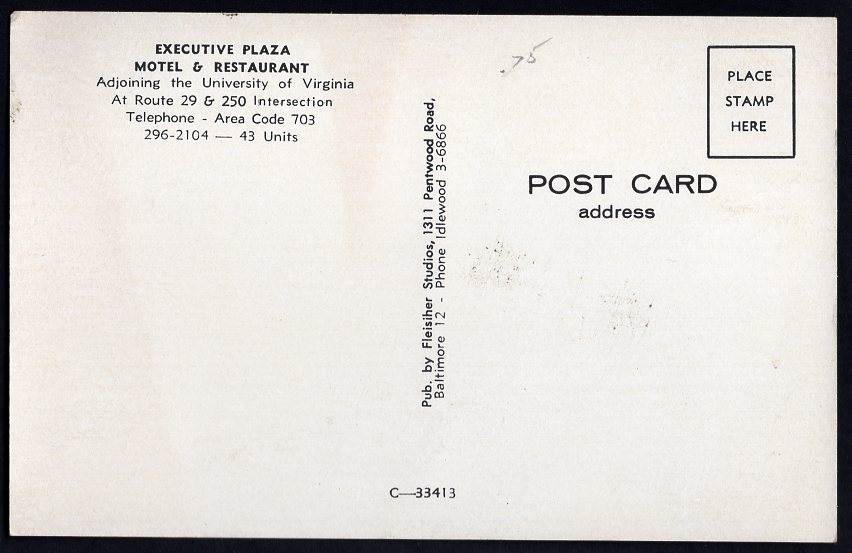 EXECUTIVE PLAZA
MOTEL & RESTAURANT
Adjoining the University of Virginia
At Route 29 & 250 Intersection
Telephone - Area Code 703
296-2104 — 43 Units
.75
PLACE
STAMP
HERE
POST CARD
address
Pub. by Fleisiher Studios, 1311 Pentwood Road,
Baltimore 12 - Phone Idlewood 3-6866
C—33413